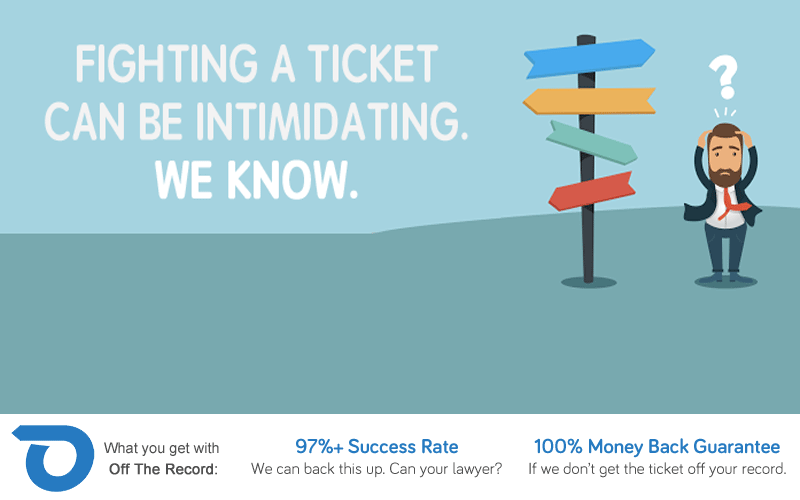 FIGHTING A TICKET
CAN BE INTIMIDATING.
WE KNOW.
?
What you get with
Off The Record:
97%+ Success Rate
We can back this up. Can your lawyer?
100% Money Back Guarantee
If we don't get the ticket off your record.